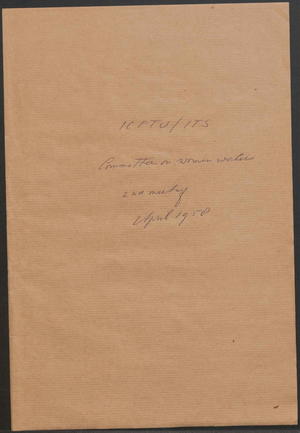 ICFTU/ITS
Committee on women workers
2nd meeting
April 1958